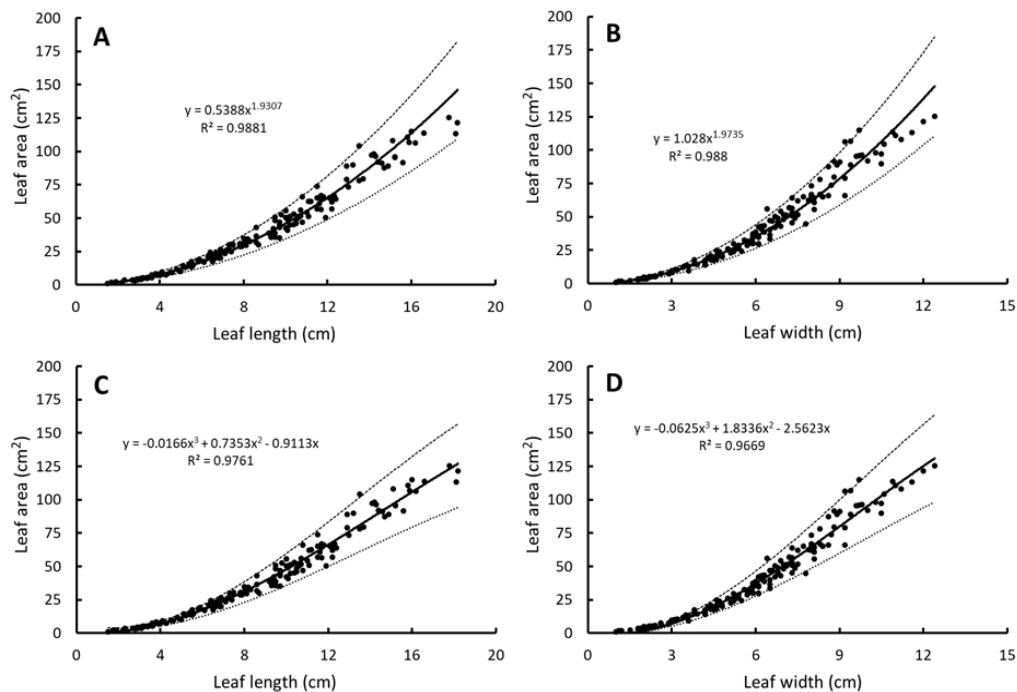 A
y = 0.5388x^1.9307
R² = 0.9881
Leaf area (cm²)
200
175
150
125
100
75
50
25
0
0 4 8 12 16 20
Leaf length (cm)
B
y = 1.028x^1.9735
R² = 0.988
Leaf area (cm²)
200
175
150
125
100
75
50
25
0
0 3 6 9 12 15
Leaf width (cm)
C
y = -0.0166x³ + 0.7353x² - 0.9113x
R² = 0.9761
Leaf area (cm²)
200
175
150
125
100
75
50
25
0
0 4 8 12 16 20
Leaf length (cm)
D
y = -0.0625x³ + 1.8336x² - 2.5623x
R² = 0.9669
Leaf area (cm²)
200
175
150
125
100
75
50
25
0
0 3 6 9 12 15
Leaf width (cm)